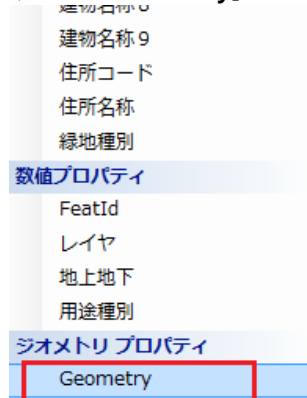 建物名称9
住所コード
住所名称
緑地種別
数値プロパティ
FeatId
レイヤ
地上地下
用途種別
ジオメトリ プロパティ
Geometry